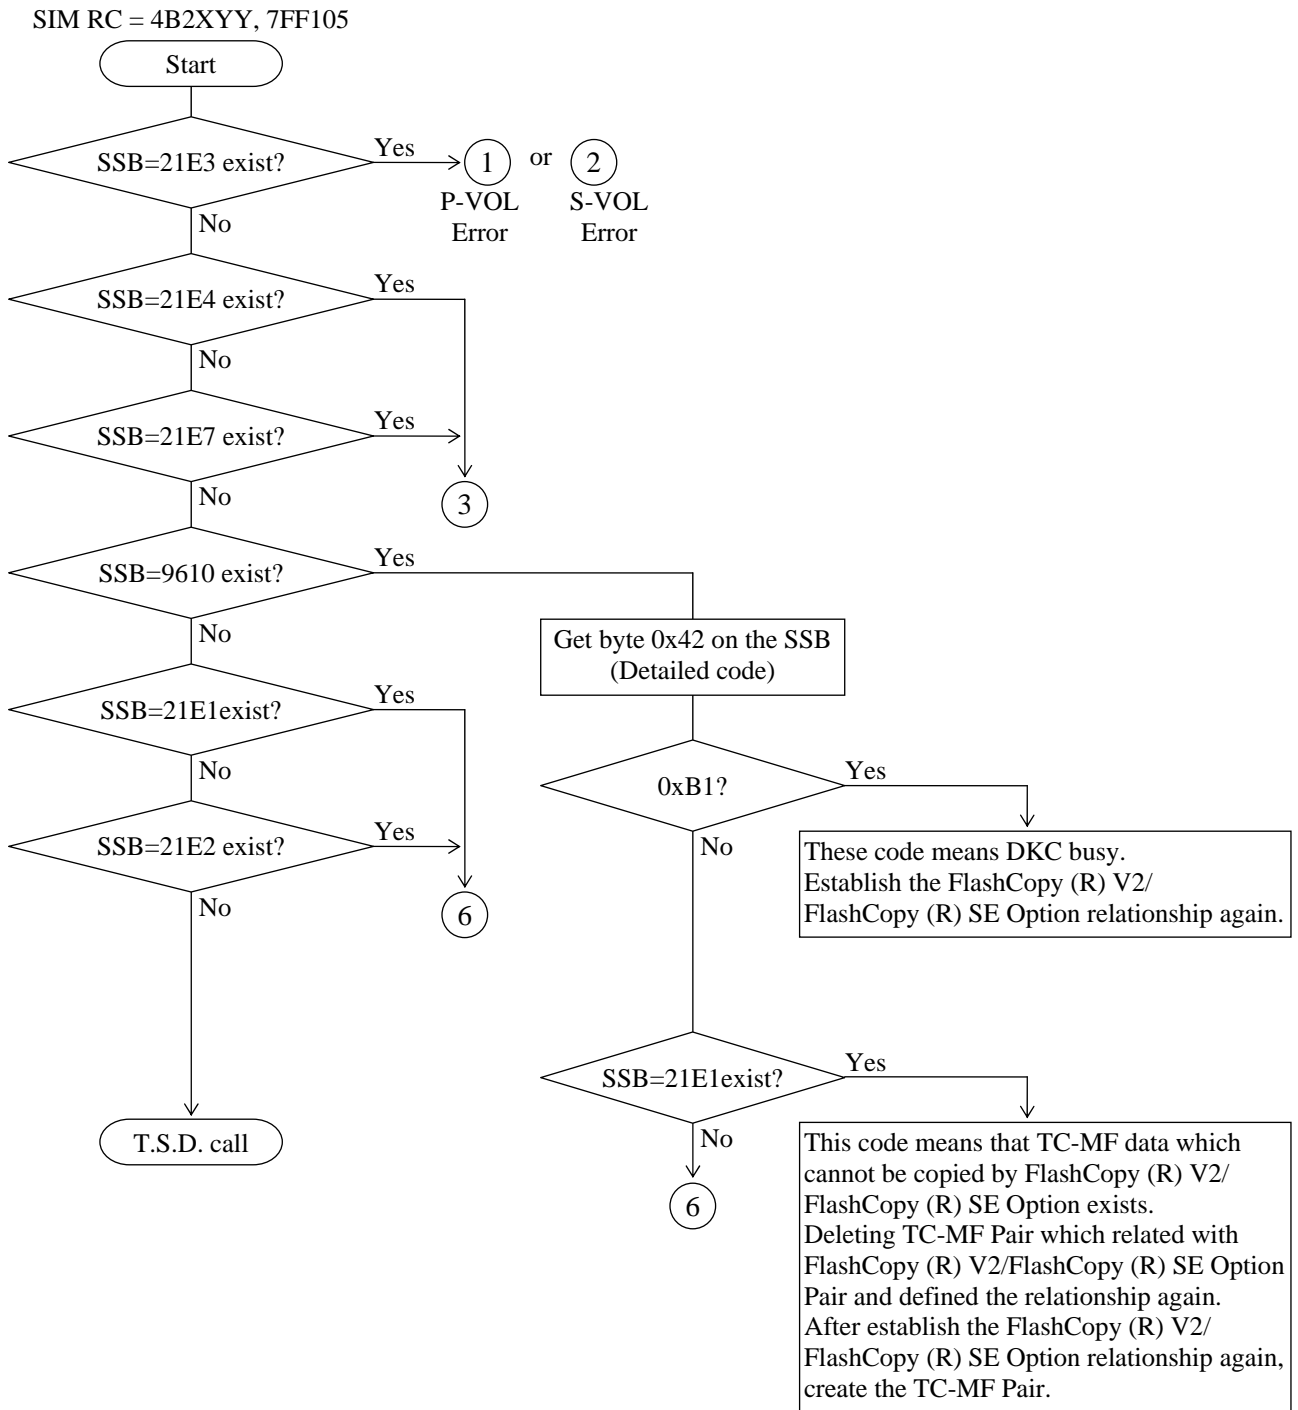 SIM RC = 4B2XYY, 7FF105
Start
SSB=21E3 exist?
Yes
1
or
2
P-VOL
Error
S-VOL
Error
No
SSB=21E4 exist?
Yes
No
SSB=21E7 exist?
Yes
No
3
SSB=9610 exist?
Yes
No
Get byte 0x42 on the SSB
(Detailed code)
SSB=21E1exist?
Yes
No
0xB1?
Yes
No
SSB=21E2 exist?
Yes
No
6
These code means DKC busy.
Establish the FlashCopy (R) V2/
FlashCopy (R) SE Option relationship again.
SSB=21E1exist?
Yes
No
T.S.D. call
6
This code means that TC-MF data which
cannot be copied by FlashCopy (R) V2/
FlashCopy (R) SE Option exists.
Deleting TC-MF Pair which related with
FlashCopy (R) V2/FlashCopy (R) SE Option
Pair and defined the relationship again.
After establish the FlashCopy (R) V2/
FlashCopy (R) SE Option relationship again,
create the TC-MF Pair.